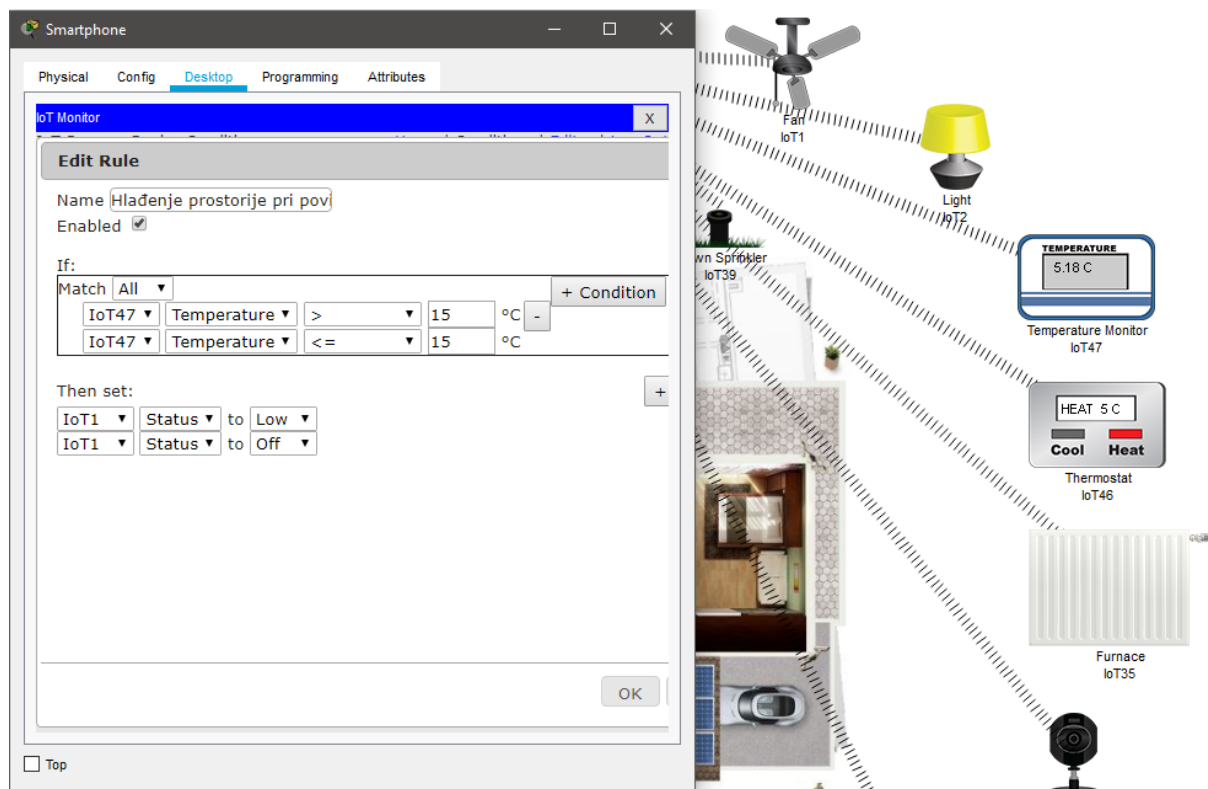 Smartphone
Physical Config Desktop Programming Attributes
IoT Monitor X
Edit Rule
Name Hlađenje prostorije pri povi
Enabled
If:
Match All
+ Condition
IoT47 Temperature > 15 °C -
IoT47 Temperature <= 15 °C
Then set:
+
IoT1 Status to Low
IoT1 Status to Off
OK
Top
Fan
IoT1
Light
IoT2
wn Sprinkler
IoT39
TEMPERATURE
5.18 C
Temperature Monitor
IoT47
HEAT 5 C
Cool Heat
Thermostat
IoT46
Furnace
IoT35